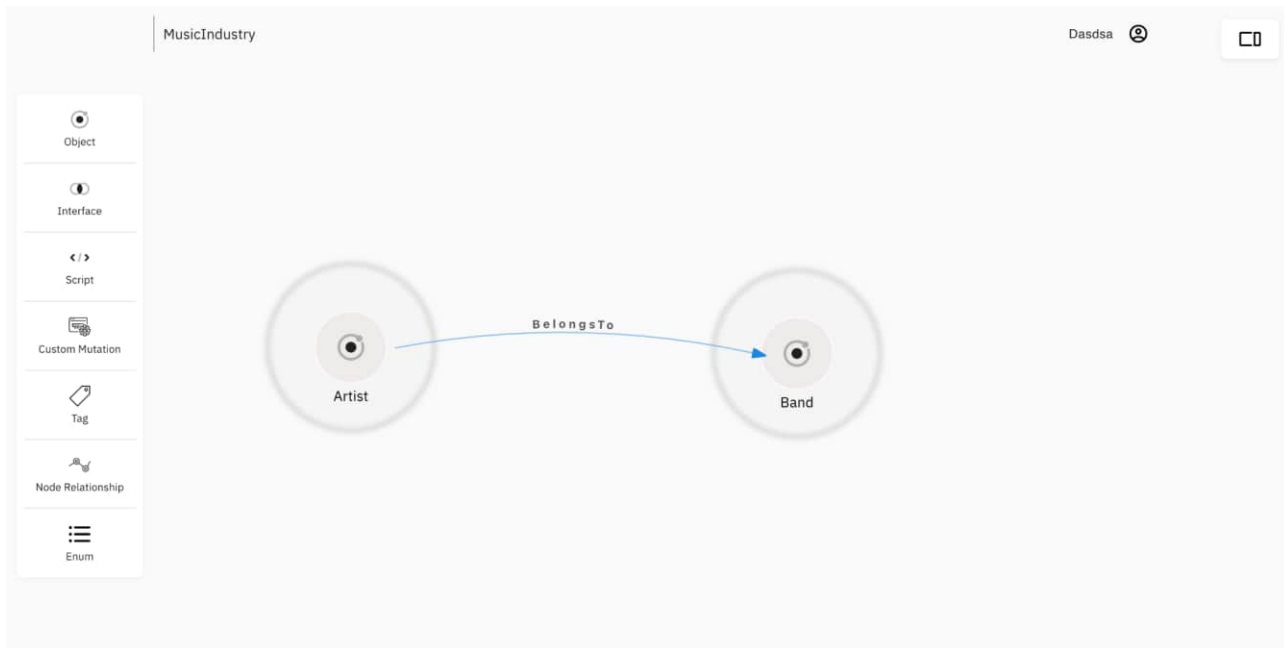 MusicIndustry
Dasdsa
Object
Interface
Script
Custom Mutation
Tag
Node Relationship
Enum
BelongsTo
Artist
Band